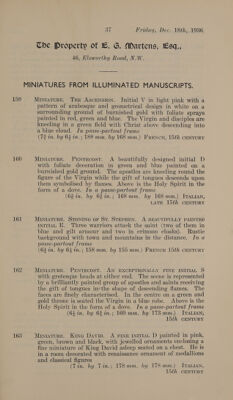 37 Friday, Dec. 18th, 1936.
The Property of E. G. Martens, Esq.,
46, Elsworthy Road, N.W.
MINIATURES FROM ILLUMINATED MANUSCRIPTS.
159 MINIATURE. THE ASCENSION. Initial V in light pink with a
pattern of arabesque and geometrical design in white on a
surrounding ground of burnished gold with foliate sprays
painted in red, green and blue. The Virgin and disciples are
kneeling in a green field with Christ above descending into
a blue cloud. In passe-partout frame
(7½ in. by 6½ in.; 188 mm. by 168 mm.) FRENCH, 15th CENTURY
160 MINIATURE. PENTECOST. A beautifully designed initial D
with foliate decoration in green and blue painted on a
burnished gold ground. The apostles are kneeling round the
figure of the Virgin while the gift of tongues descends upon
them symbolised by flames. Above is the Holy Spirit in the
form of a dove. In a passe-partout frame
(6½ in. by 6½ in.; 168 mm. by 168 mm.) ITALIAN,
LATE 15th CENTURY
161 MINIATURE. STONING OF ST. STEPHEN. A BEAUTIFULLY PAINTED
INITIAL E. Three warriors attack the saint (two of them in
blue and gilt armour and two in crimson cloaks). Rustic
background with town and mountains in the distance. In a
passe-partout frame
(6¼ in. by 6¼ in.; 158 mm. by 155 mm.) FRENCH 15th CENTURY
162 MINIATURE. PENTECOST. AN EXCEPTIONALLY FINE INITIAL S
with grotesque heads at either end. The scene is represented
by a brilliantly painted group of apostles and saints receiving
the gift of tongues in the shape of descending flames. The
faces are finely characterised. In the centre on a green and
gold throne is seated the Virgin in a blue robe. Above is the
Holy Spirit in the form of a dove. In a passe-partout frame
(6½ in. by 6¾ in.; 160 mm. by 173 mm.) ITALIAN,
15th CENTURY
163 MINIATURE. KING DAVID. A FINE INITIAL D painted in pink,
green, brown and black, with jewelled ornaments enclosing a
fine miniature of King David asleep seated on a chest. He is
in a room decorated with renaissance ornament of medallions
and classical figures
(7 in. by 7 in.; 178 mm. by 178 mm.) ITALIAN,
15th CENTURY